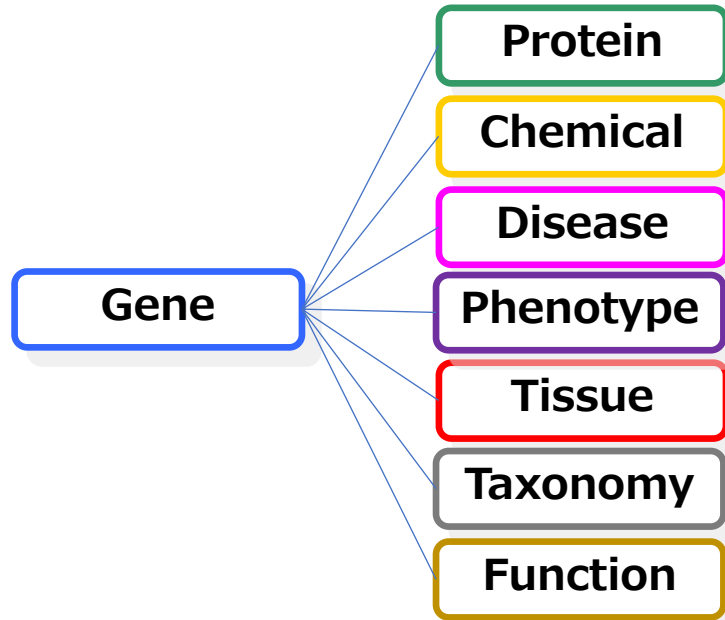 Gene
Protein
Chemical
Disease
Phenotype
Tissue
Taxonomy
Function